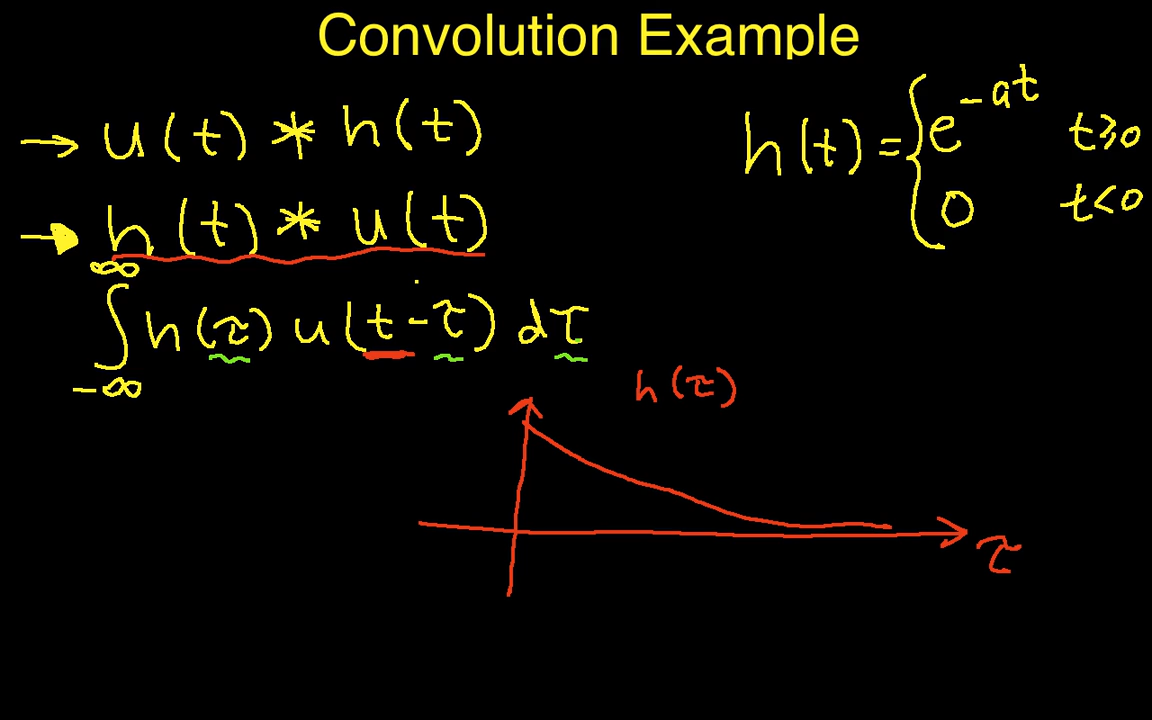 Convolution Example
→ u(t) * h(t)
h(t) = { e^{-at} t≥0
0 t<0
→ h(t) * u(t)
∞
∫ h(τ) u(t-τ) dτ
-∞
h(τ)
τ